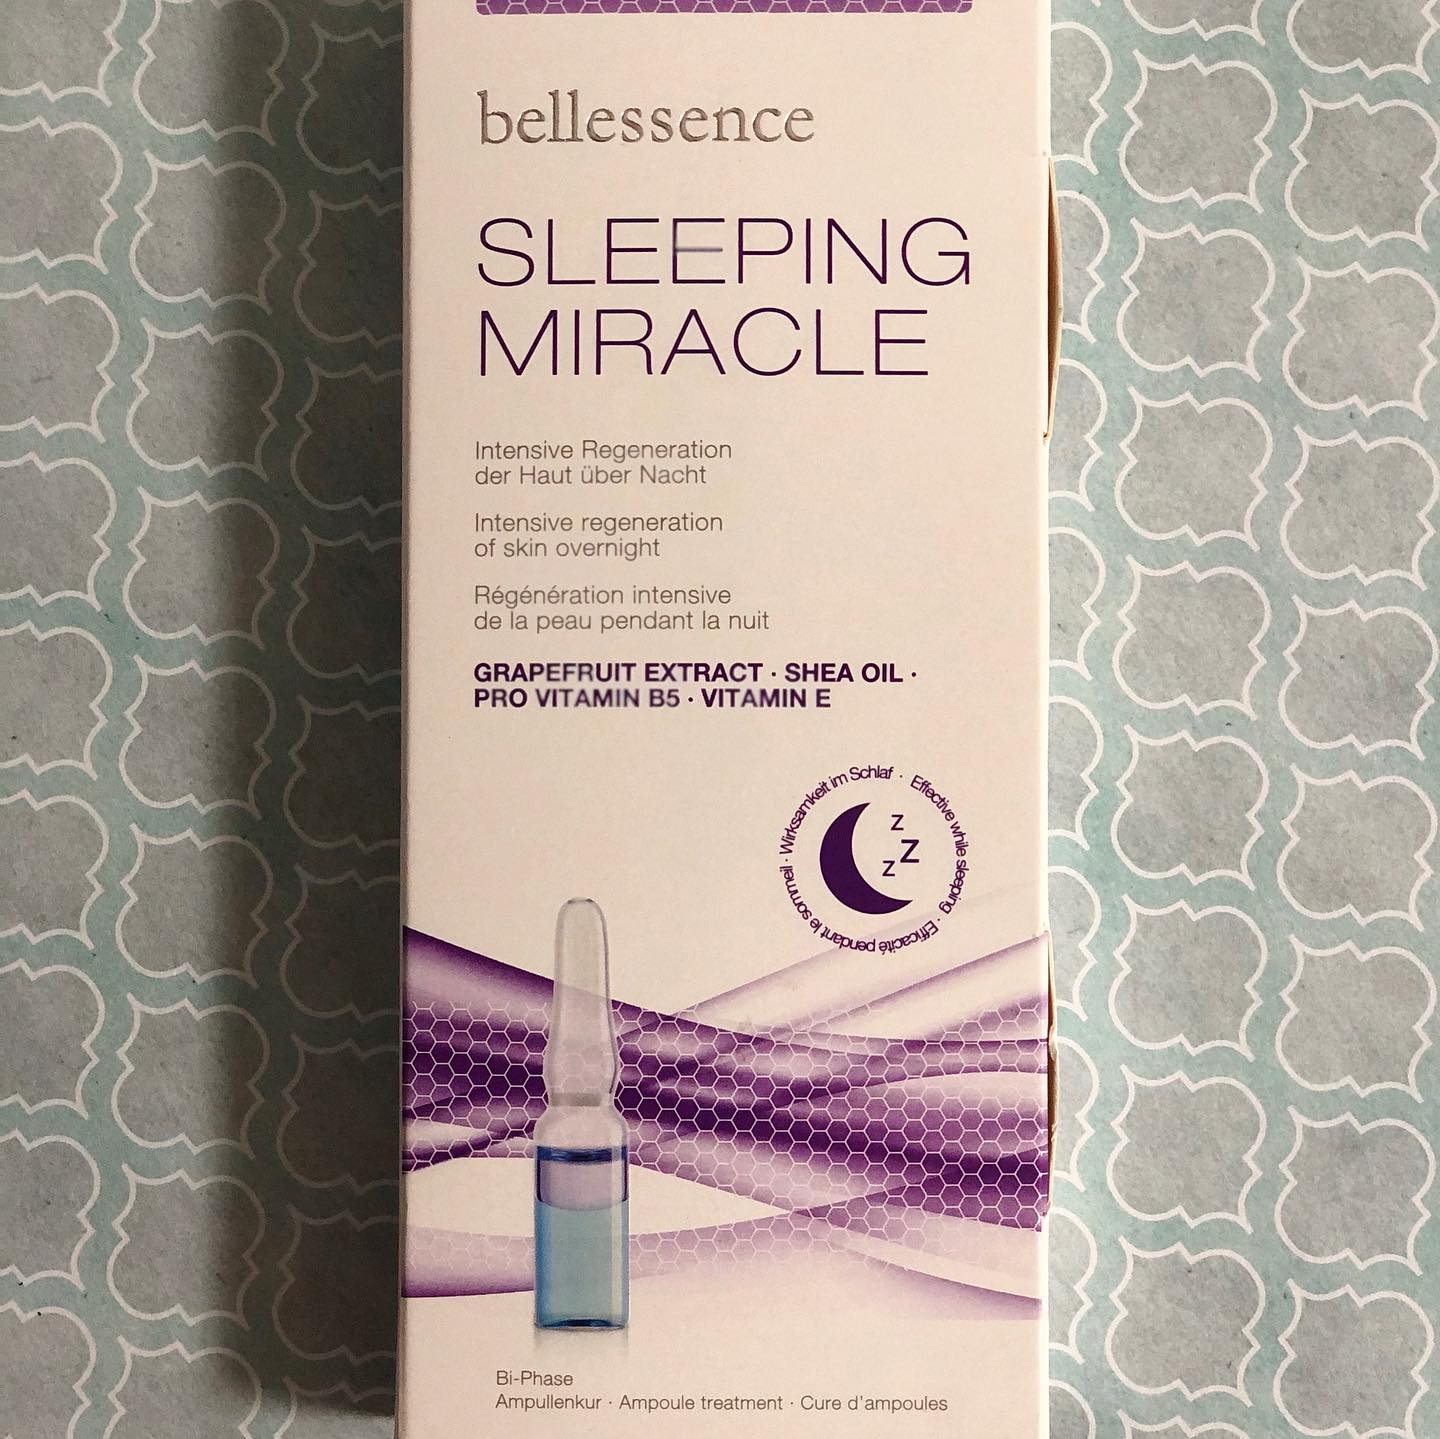 bellessence
SLEEPING
MIRACLE
Intensive Regeneration
der Haut über Nacht
Intensive regeneration
of skin overnight
Régénération intensive
de la peau pendant la nuit
GRAPEFRUIT EXTRACT · SHEA OIL ·
PRO VITAMIN B5 · VITAMIN E
Wirksamkeit im Schlaf · Effective while sleeping · Efficacité pendant le sommeil ·
z
z
z
Bi-Phase
Ampullenkur · Ampoule treatment · Cure d'ampoules